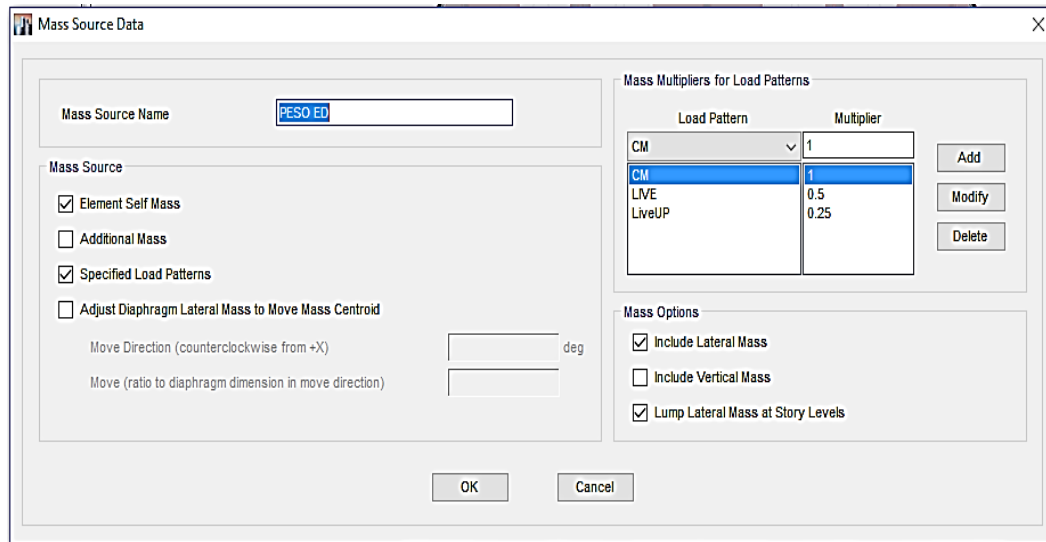 Mass Source Data
Mass Source Name
PESO ED
Mass Source
Element Self Mass
Additional Mass
Specified Load Patterns
Adjust Diaphragm Lateral Mass to Move Mass Centroid
Move Direction (counterclockwise from +X)
deg
Move (ratio to diaphragm dimension in move direction)
Mass Multipliers for Load Patterns
Load Pattern Multiplier
CM 1
CM 1
LIVE 0.5
LiveUP 0.25
Add
Modify
Delete
Mass Options
Include Lateral Mass
Include Vertical Mass
Lump Lateral Mass at Story Levels
OK Cancel